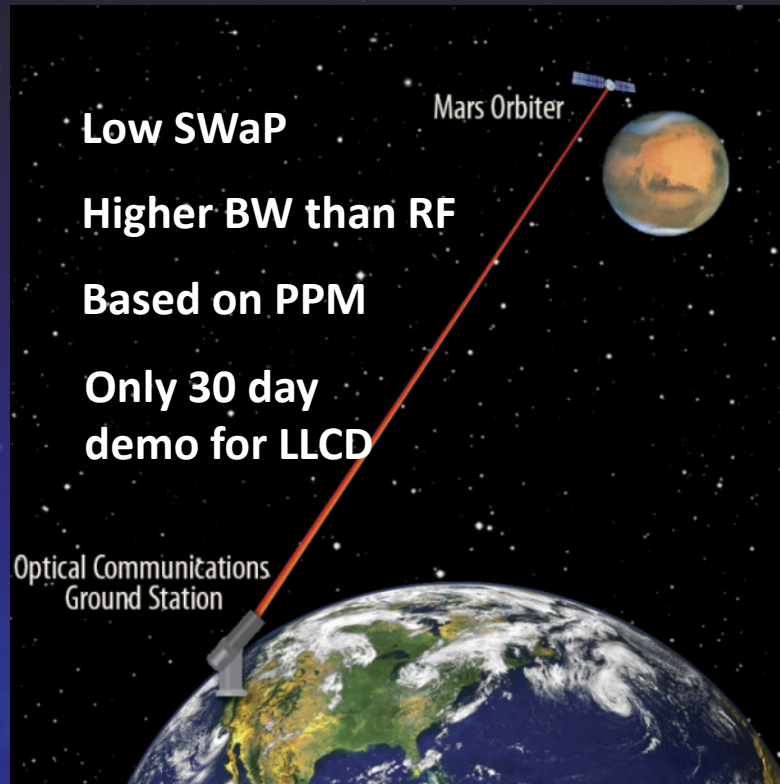 Mars Orbiter
Low SWaP
Higher BW than RF
Based on PPM
Only 30 day
demo for LLCD
Optical Communications
Ground Station